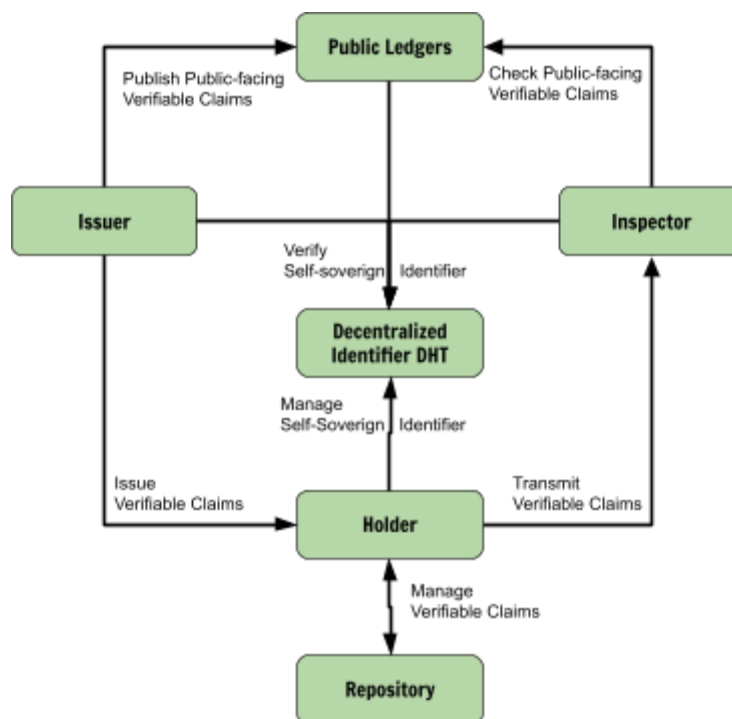 Public Ledgers
Publish Public-facing
Verifiable Claims
Check Public-facing
Verifiable Claims
Issuer
Inspector
Verify
Self-soverign Identifier
Decentralized
Identifier DHT
Manage
Self-Soverign Identifier
Issue
Verifiable Claims
Transmit
Verifiable Claims
Holder
Manage
Verifiable Claims
Repository